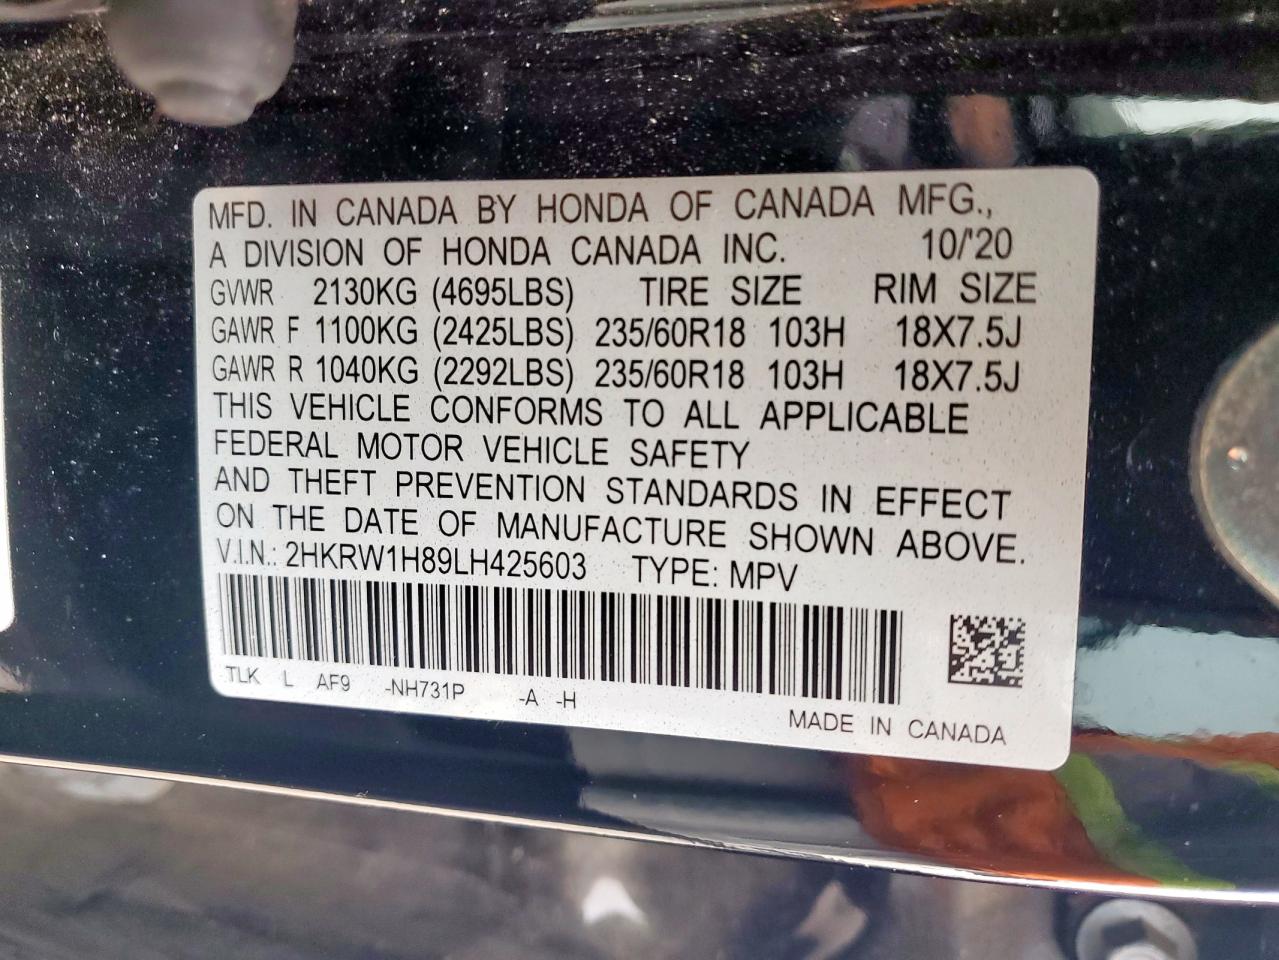 MFD. IN CANADA BY HONDA OF CANADA MFG.,
A DIVISION OF HONDA CANADA INC. 10/'20
GVWR 2130KG (4695LBS) TIRE SIZE RIM SIZE
GAWR F 1100KG (2425LBS) 235/60R18 103H 18X7.5J
GAWR R 1040KG (2292LBS) 235/60R18 103H 18X7.5J
THIS VEHICLE CONFORMS TO ALL APPLICABLE
FEDERAL MOTOR VEHICLE SAFETY
AND THEFT PREVENTION STANDARDS IN EFFECT
ON THE DATE OF MANUFACTURE SHOWN ABOVE.
V.I.N.: 2HKRW1H89LH425603 TYPE: MPV
TLK L AF9 -NH731P -A -H
MADE IN CANADA